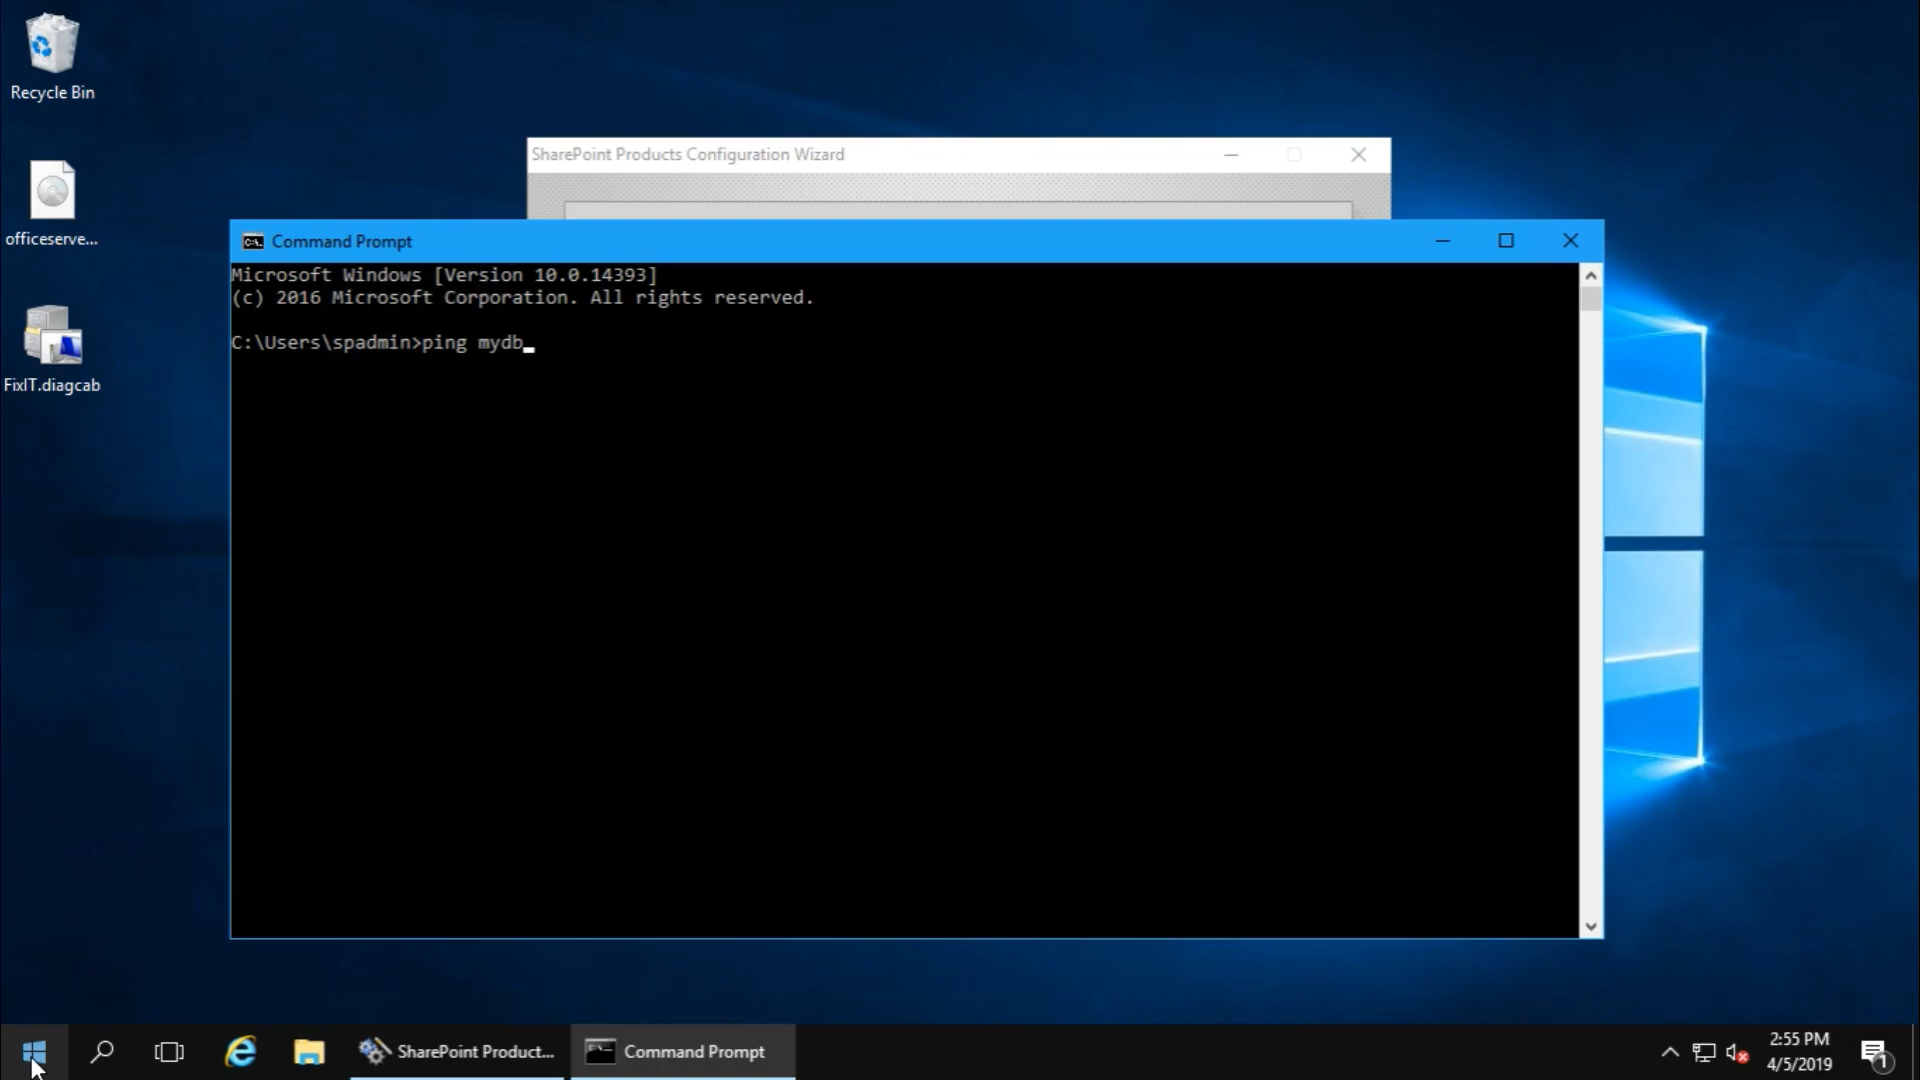 Recycle Bin
officeserve...
FixIT.diagcab
SharePoint Products Configuration Wizard
Command Prompt
Microsoft Windows [Version 10.0.14393]
(c) 2016 Microsoft Corporation. All rights reserved.
C:\Users\spadmin>ping mydb
SharePoint Product...
Command Prompt
2:55 PM
4/5/2019
1